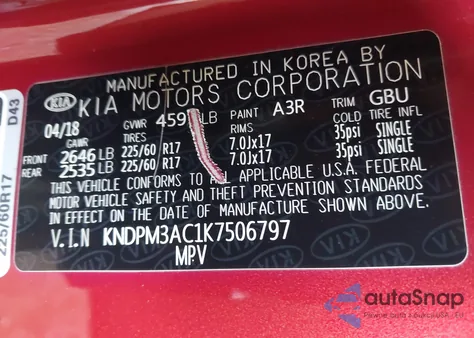 MANUFACTURED IN KOREA BY
KIA KIA MOTORS CORPORATION
04/18 GVWR LB PAINT A3R TRIM GBU
GAWR TIRES RIMS COLD TIRE INFL
FRONT 2646 LB 225/60 R17 7.0Jx17 35psi SINGLE
REAR 2535 LB 225/60 R17 7.0Jx17 35psi SINGLE
THIS VEHICLE CONFORMS TO ALL APPLICABLE U.S.A. FEDERAL
MOTOR VEHICLE SAFETY AND THEFT PREVENTION STANDARDS
IN EFFECT ON THE DATE OF MANUFACTURE SHOWN ABOVE.
V.I.N KNDPM3AC1K7506797
MPV
D43
225/60R17
autoSnap